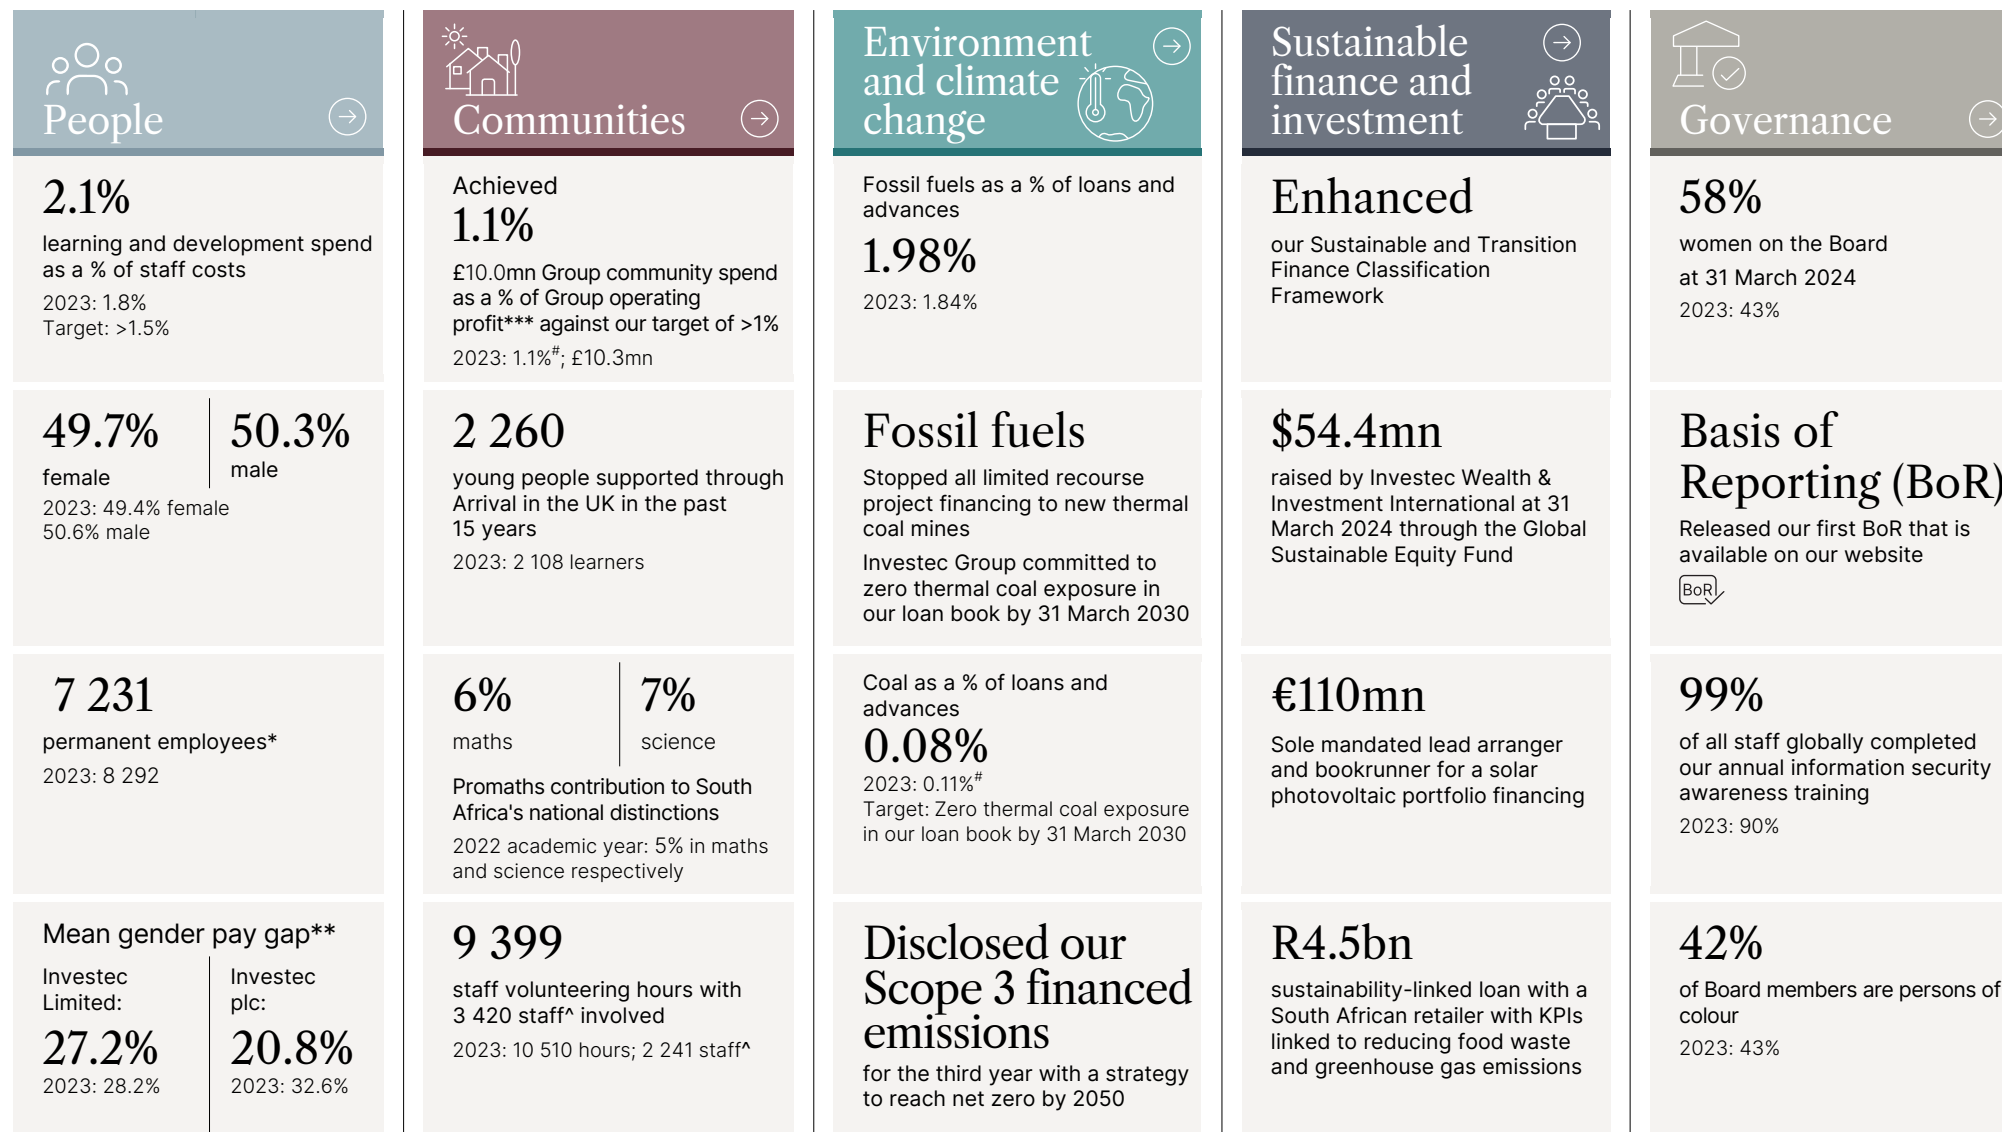 People
2.1%
learning and development spend
as a % of staff costs
2023: 1.8%
Target: >1.5%
49.7%
female
50.3%
male
2023: 49.4% female
50.6% male
7 231
permanent employees*
2023: 8 292
Mean gender pay gap**
Investec
Limited:
27.2%
2023: 28.2%
Investec
plc:
20.8%
2023: 32.6%
Communities
Achieved
1.1%
£10.0mn Group community spend
as a % of Group operating
profit*** against our target of >1%
2023: 1.1%#; £10.3mn
2 260
young people supported through
Arrival in the UK in the past
15 years
2023: 2 108 learners
6%
maths
7%
science
Promaths contribution to South
Africa's national distinctions
2022 academic year: 5% in maths
and science respectively
9 399
staff volunteering hours with
3 420 staff^ involved
2023: 10 510 hours; 2 241 staff^
Environment
and climate
change
Fossil fuels as a % of loans and
advances
1.98%
2023: 1.84%
Fossil fuels
Stopped all limited recourse
project financing to new thermal
coal mines
Investec Group committed to
zero thermal coal exposure in
our loan book by 31 March 2030
Coal as a % of loans and
advances
0.08%
2023: 0.11%#
Target: Zero thermal coal exposure
in our loan book by 31 March 2030
Disclosed our
Scope 3 financed
emissions
for the third year with a strategy
to reach net zero by 2050
Sustainable
finance and
investment
Enhanced
our Sustainable and Transition
Finance Classification
Framework
$54.4mn
raised by Investec Wealth &
Investment International at 31
March 2024 through the Global
Sustainable Equity Fund
€110mn
Sole mandated lead arranger
and bookrunner for a solar
photovoltaic portfolio financing
R4.5bn
sustainability-linked loan with a
South African retailer with KPIs
linked to reducing food waste
and greenhouse gas emissions
Governance
58%
women on the Board
at 31 March 2024
2023: 43%
Basis of
Reporting (BoR)
Released our first BoR that is
available on our website
BoR
99%
of all staff globally completed
our annual information security
awareness training
2023: 90%
42%
of Board members are persons of
colour
2023: 43%